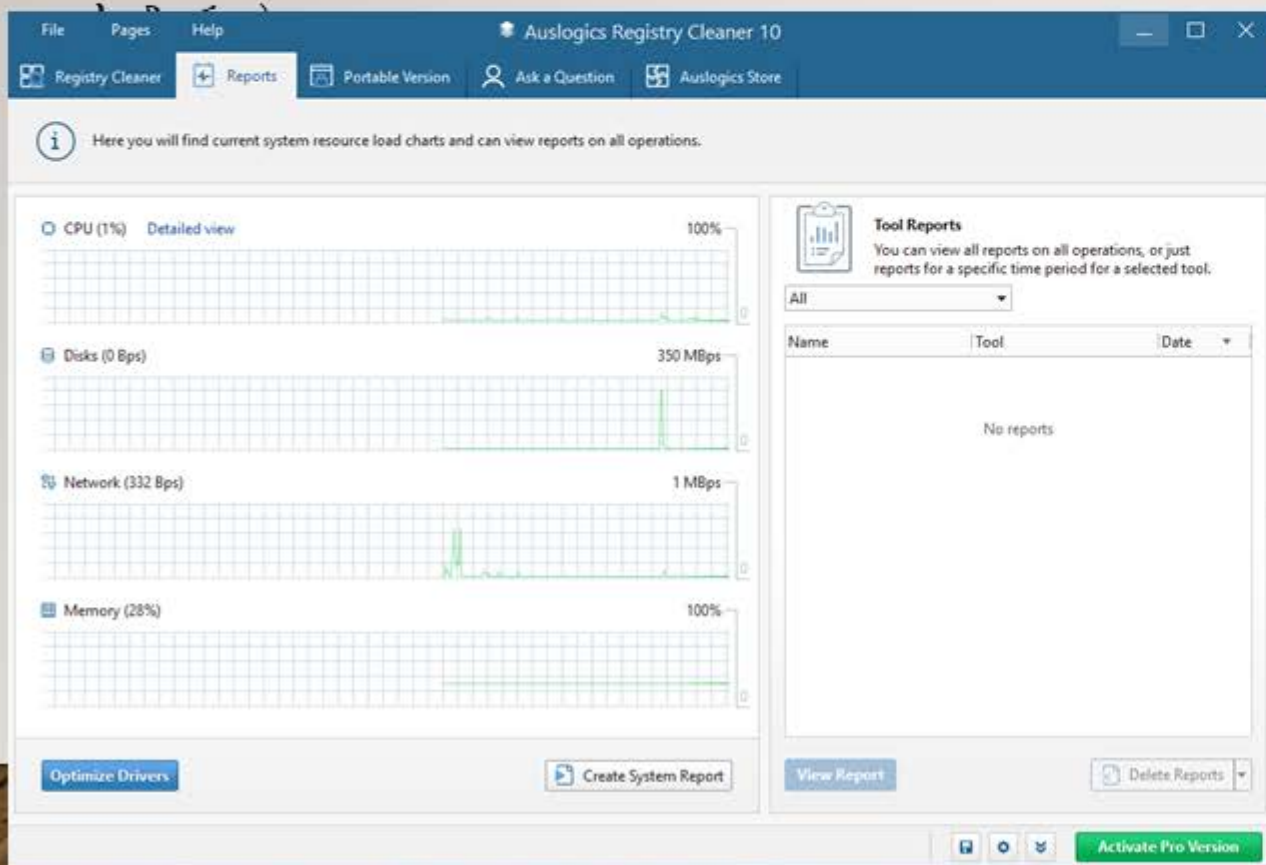 File Pages Help Auslogics Registry Cleaner 10
Registry Cleaner Reports Portable Version Ask a Question Auslogics Store
Here you will find current system resource load charts and can view reports on all operations.
CPU (1%) Detailed view 100%
0
Disks (0 Bps) 350 MBps
0
Network (332 Bps) 1 MBps
0
Memory (28%) 100%
0
Optimize Drivers Create System Report
Tool Reports
You can view all reports on all operations, or just
reports for a specific time period for a selected tool.
All
Name Tool Date
No reports
View Report Delete Reports
Activate Pro Version